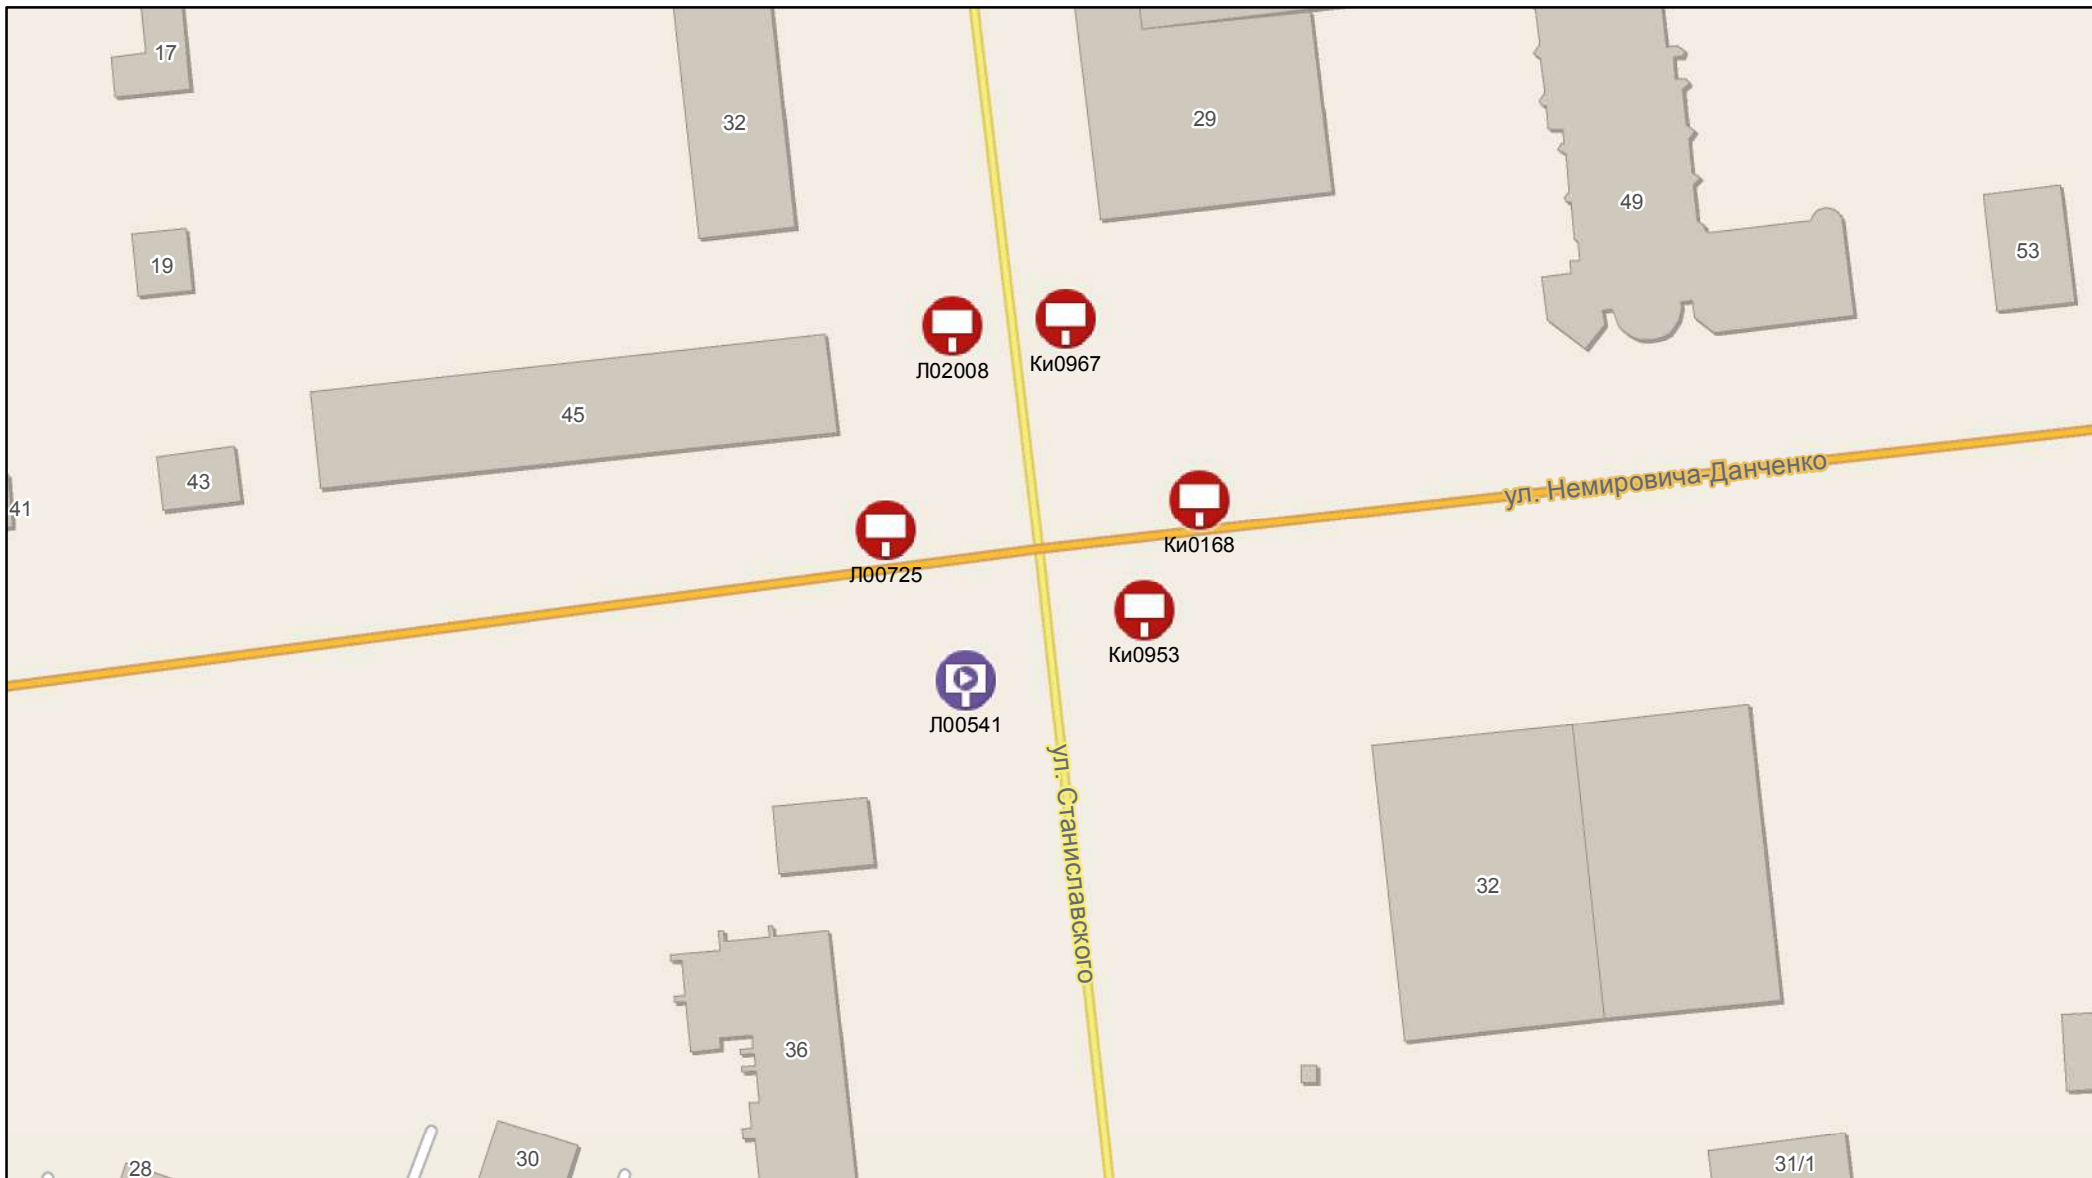 17
32
29
49
53
19
Л02008
Ки0967
45
43
41
ул. Немировича-Данченко
Ки0168
Л00725
Ки0953
Л00541
ул. Станиславского
32
36
28
30
31/1